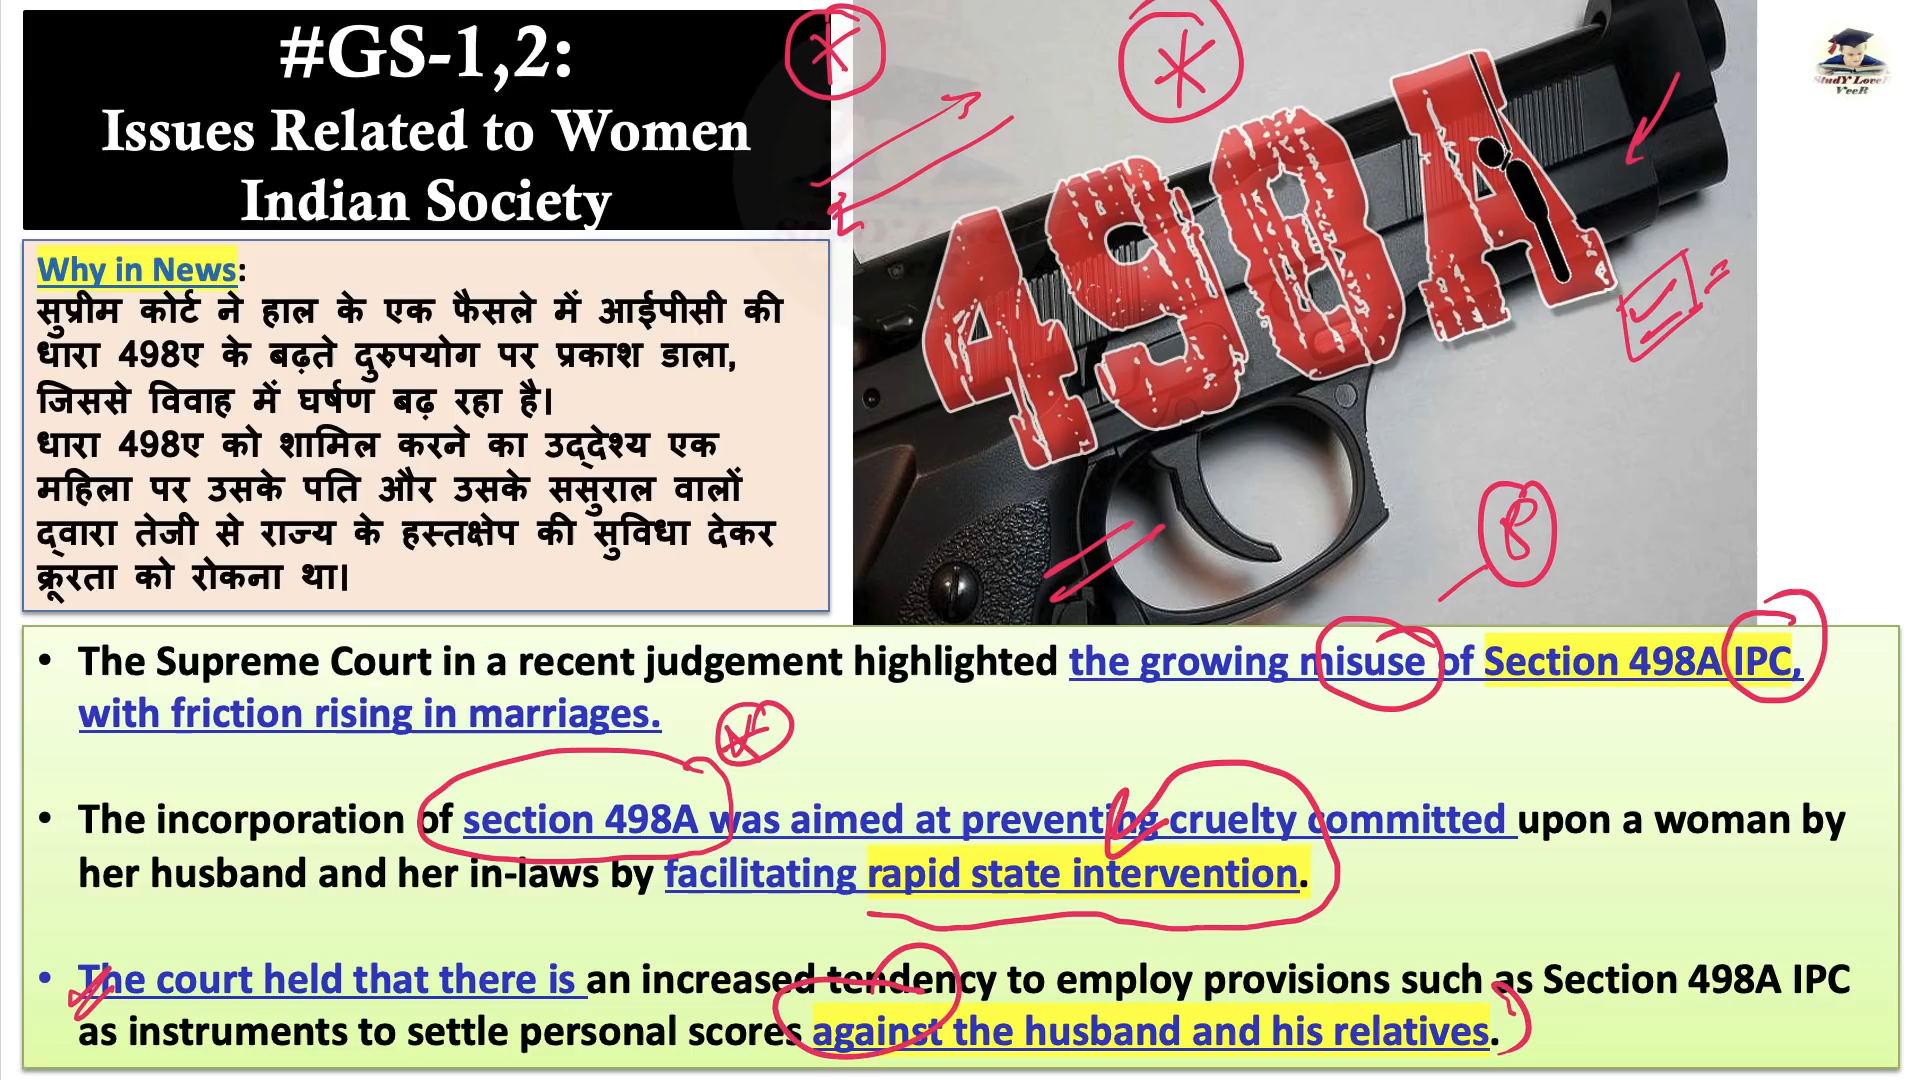 #GS-1,2:
Issues Related to Women
Indian Society
Why in News:
सुप्रीम कोर्ट ने हाल के एक फैसले में आईपीसी की
धारा 498ए के बढ़ते दुरुपयोग पर प्रकाश डाला,
जिससे विवाह में घर्षण बढ़ रहा है।
धारा 498ए को शामिल करने का उद्देश्य एक
महिला पर उसके पति और उसके ससुराल वालों
द्वारा तेजी से राज्य के हस्तक्षेप की सुविधा देकर
क्रूरता को रोकना था।
498A
StudY LoveR
VeeR
• The Supreme Court in a recent judgement highlighted the growing misuse of Section 498A IPC,
with friction rising in marriages.
• The incorporation of section 498A was aimed at preventing cruelty committed upon a woman by
her husband and her in-laws by facilitating rapid state intervention.
• The court held that there is an increased tendency to employ provisions such as Section 498A IPC
as instruments to settle personal scores against the husband and his relatives.